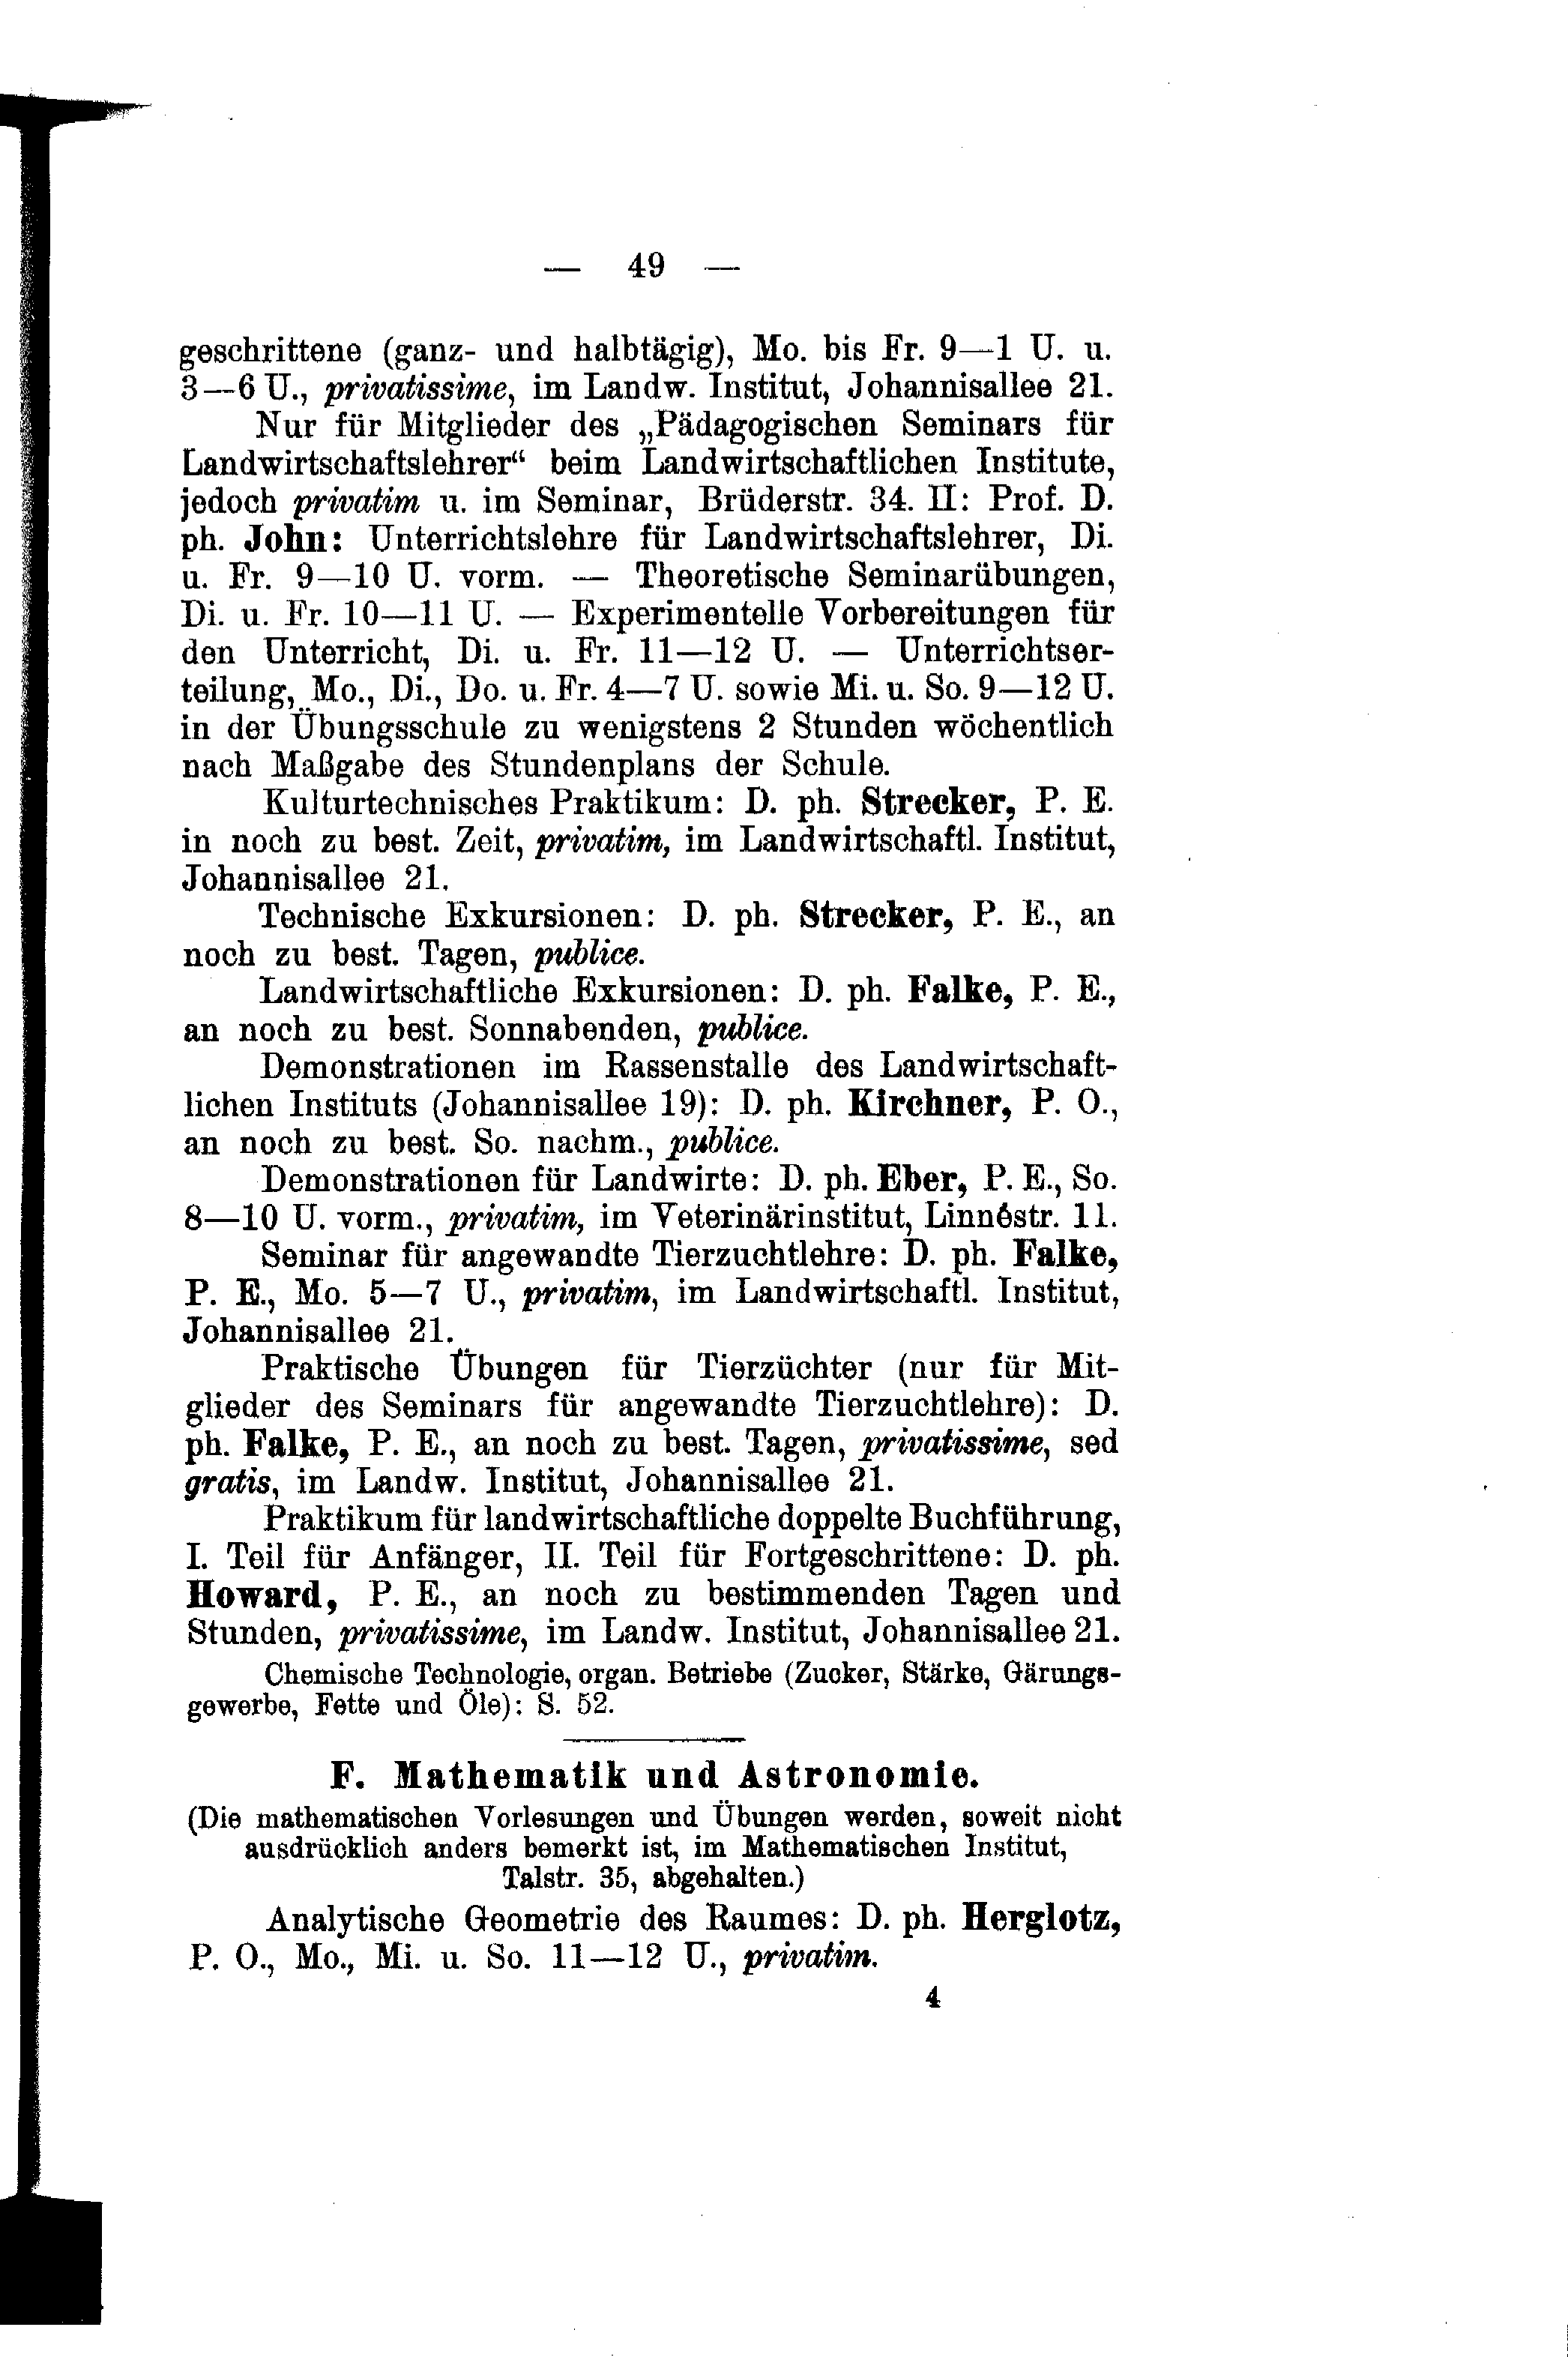 — 49 —
geschrittene (ganz- und halbtägig), Mo. bis Fr. 9—1 U. u.
3—6 U., privatissime, im Landw. Institut, Johannisallee 21.
Nur für Mitglieder des „Pädagogischen Seminars für
Landwirtschaftslehrer“ beim Landwirtschaftlichen Institute,
jedoch privatim u. im Seminar, Brüderstr. 34. II: Prof. D.
ph. John: Unterrichtslehre für Landwirtschaftslehrer, Di.
u. Fr. 9—10 U. vorm. — Theoretische Seminarübungen,
Di. u. Fr. 10—11 U. — Experimentelle Vorbereitungen für
den Unterricht, Di. u. Fr. 11—12 U. — Unterrichtser-
teilung, Mo., Di., Do. u. Fr. 4—7 U. sowie Mi. u. So. 9—12 U.
in der Übungsschule zu wenigstens 2 Stunden wöchentlich
nach Maßgabe des Stundenplans der Schule.
Kulturtechnisches Praktikum: D. ph. Strecker, P. E.
in noch zu best. Zeit, privatim, im Landwirtschaftl. Institut,
Johannisallee 21.
Technische Exkursionen: D. ph. Strecker, P. E., an
noch zu best. Tagen, publice.
Landwirtschaftliche Exkursionen: D. ph. Falke, P. E.,
an noch zu best. Sonnabenden, publice.
Demonstrationen im Rassenstalle des Landwirtschaft-
lichen Instituts (Johannisallee 19): D. ph. Kirchner, P. O.,
an noch zu best. So. nachm., publice.
Demonstrationen für Landwirte: D. ph. Eber, P. E., So.
8—10 U. vorm., privatim, im Veterinärinstitut, Linnéstr. 11.
Seminar für angewandte Tierzuchtlehre: D. ph. Falke,
P. E., Mo. 5—7 U., privatim, im Landwirtschaftl. Institut,
Johannisallee 21.
Praktische Übungen für Tierzüchter (nur für Mit-
glieder des Seminars für angewandte Tierzuchtlehre): D.
ph. Falke, P. E., an noch zu best. Tagen, privatissime, sed
gratis, im Landw. Institut, Johannisallee 21.
Praktikum für landwirtschaftliche doppelte Buchführung,
I. Teil für Anfänger, II. Teil für Fortgeschrittene: D. ph.
Howard, P. E., an noch zu bestimmenden Tagen und
Stunden, privatissime, im Landw. Institut, Johannisallee 21.
Chemische Technologie, organ. Betriebe (Zucker, Stärke, Gärungs-
gewerbe, Fette und Öle): S. 52.
F. Mathematik und Astronomie.
(Die mathematischen Vorlesungen und Übungen werden, soweit nicht
ausdrücklich anders bemerkt ist, im Mathematischen Institut,
Talstr. 35, abgehalten.)
Analytische Geometrie des Raumes: D. ph. Herglotz,
P. O., Mo., Mi. u. So. 11—12 U., privatim.
4